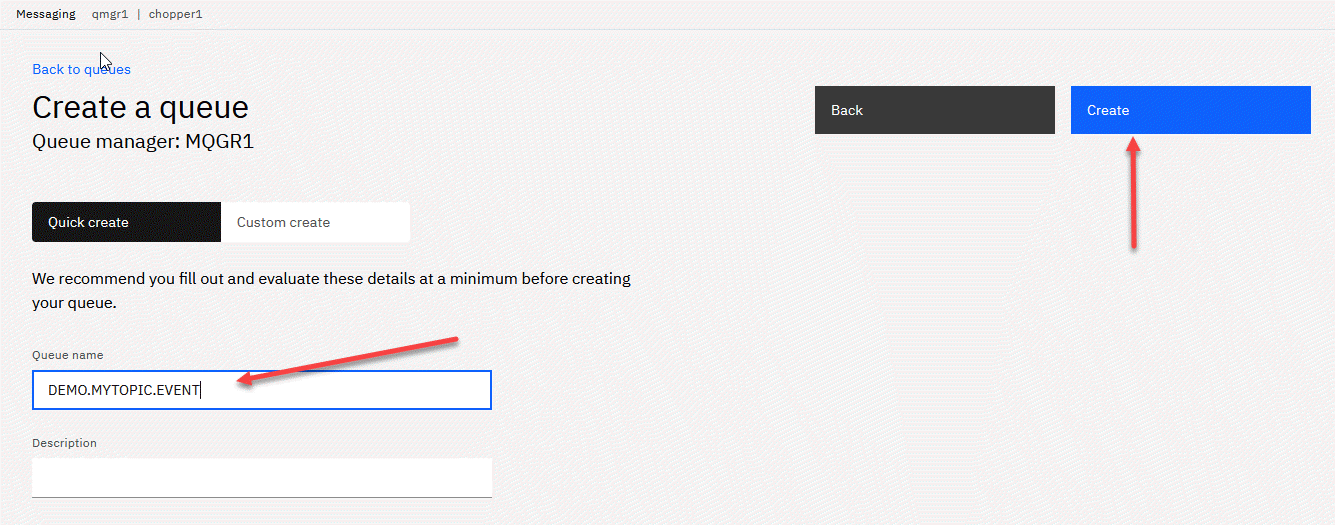 Messaging qmgr1 | chopper1
Back to queues
Create a queue
Queue manager: MQGR1
Back
Create
Quick create
Custom create
We recommend you fill out and evaluate these details at a minimum before creating
your queue.
Queue name
DEMO.MYTOPIC.EVENT
Description